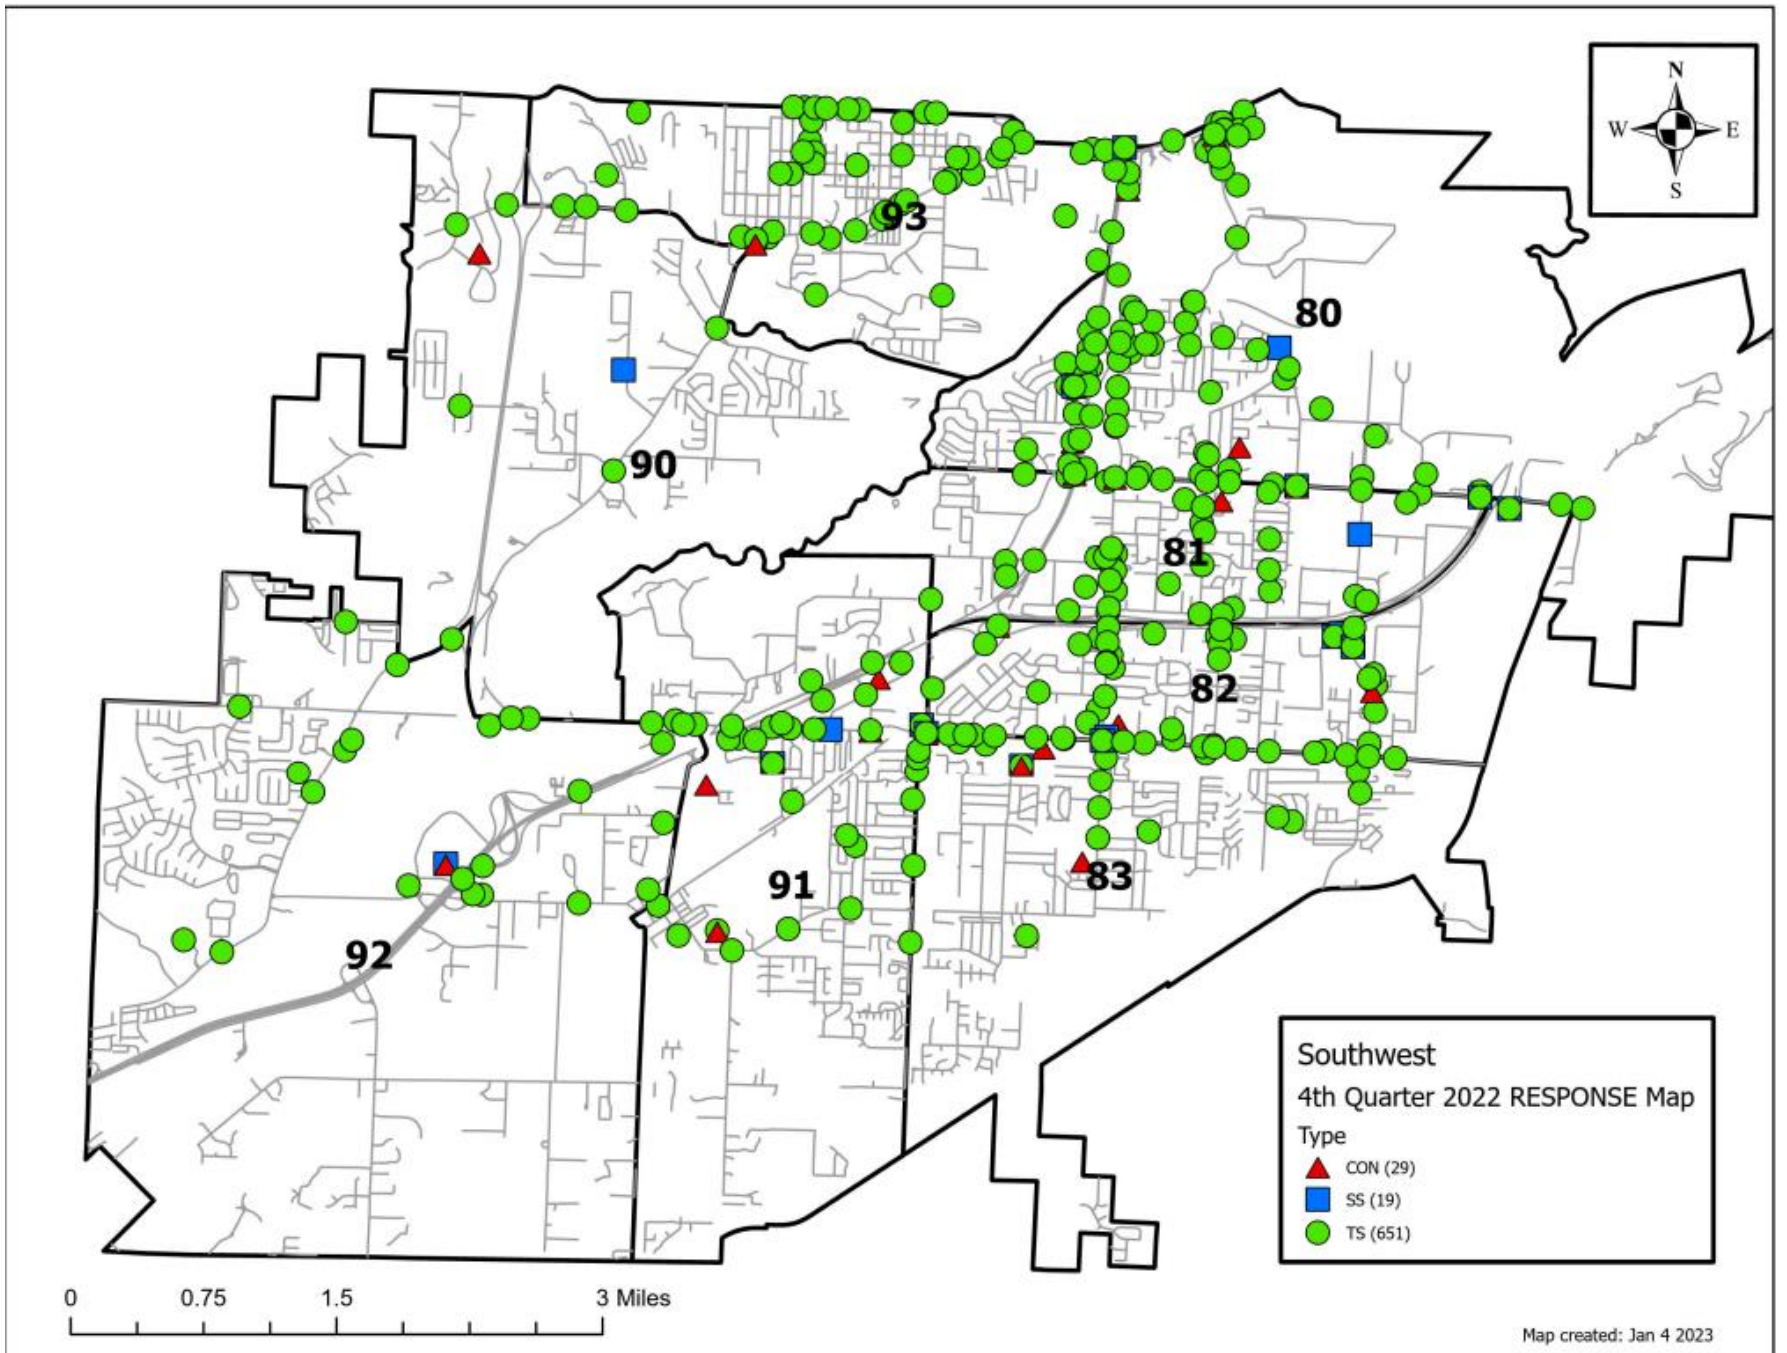 N
W E
S
93
80
90
81
82
91
83
92
Southwest
4th Quarter 2022 RESPONSE Map
Type
CON (29)
SS (19)
TS (651)
0 0.75 1.5 3 Miles
Map created: Jan 4 2023